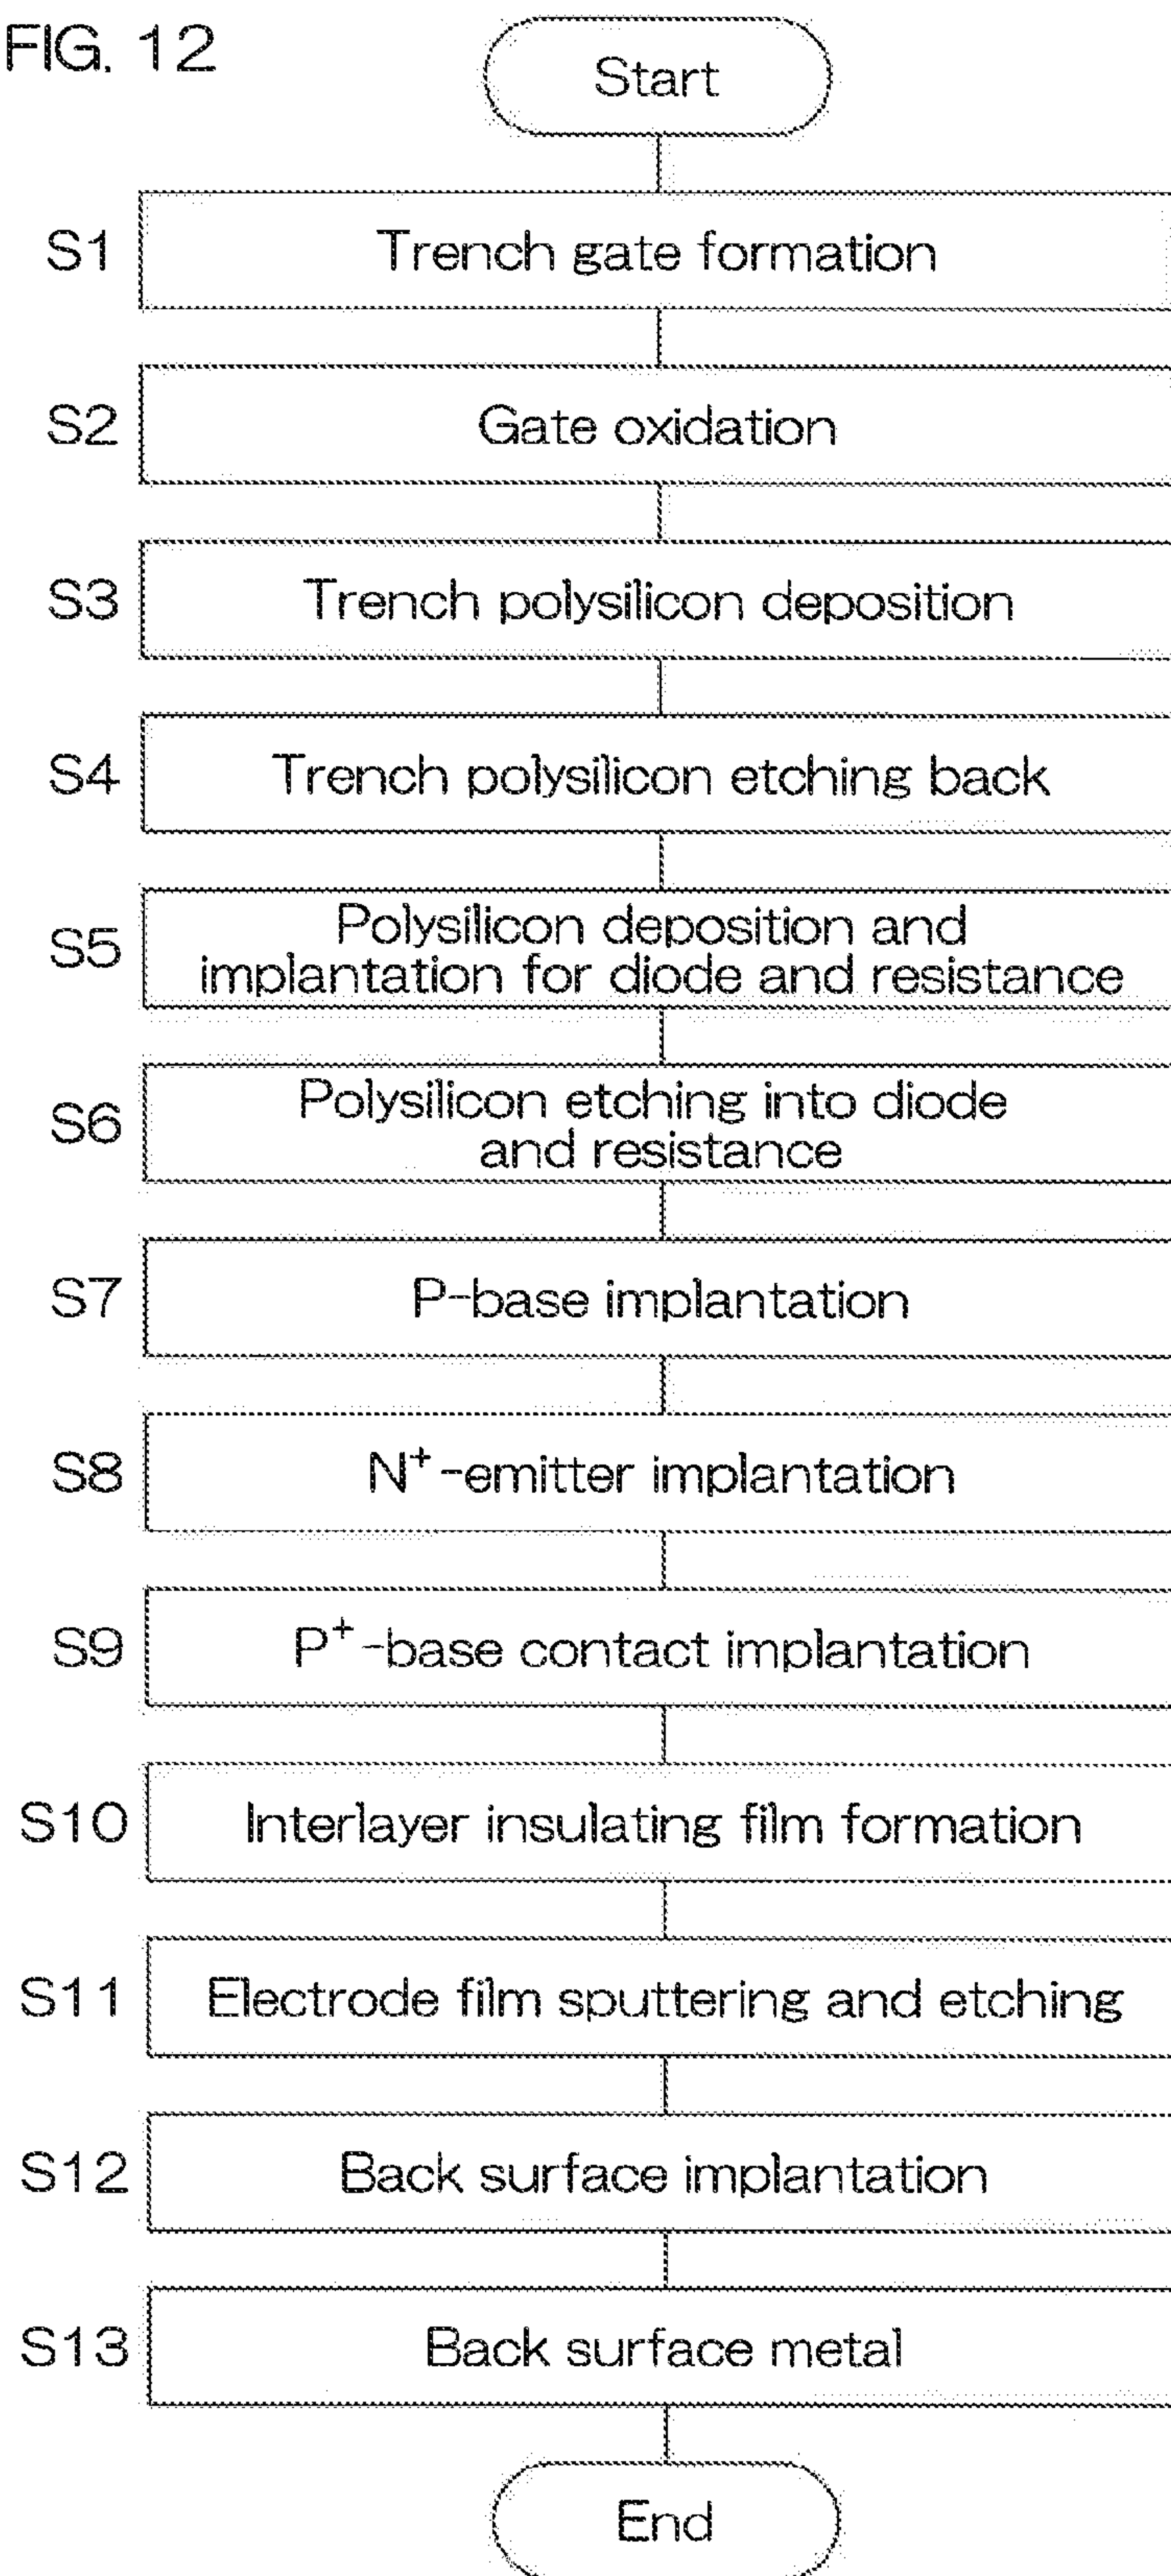 FIG. 12
Start
S1 Trench gate formation
S2 Gate oxidation
S3 Trench polysilicon deposition
S4 Trench polysilicon etching back
S5 Polysilicon deposition and
implantation for diode and resistance
S6 Polysilicon etching into diode
and resistance
S7 P-base implantation
S8 N⁺-emitter implantation
S9 P⁺-base contact implantation
S10 Interlayer insulating film formation
S11 Electrode film sputtering and etching
S12 Back surface implantation
S13 Back surface metal
End